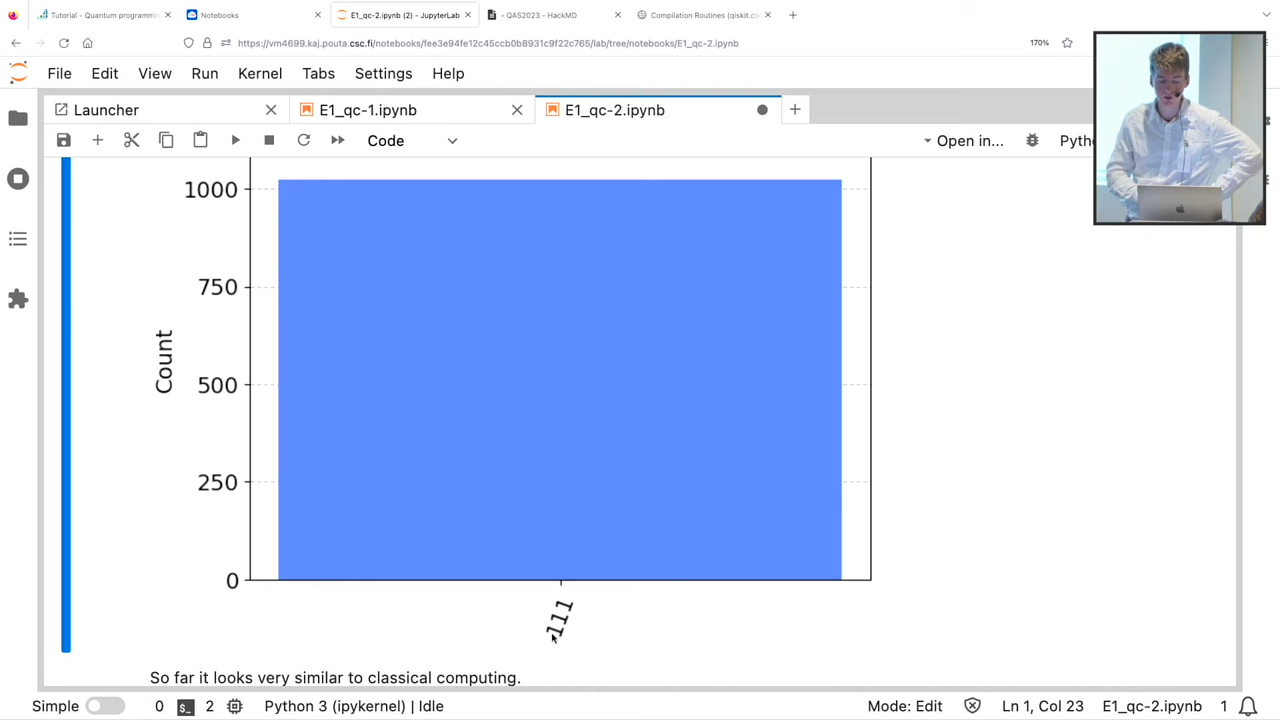 Tutorial - Quantum programmin
Notebooks
E1_qc-2.ipynb (2) - JupyterLab
- QAS2023 - HackMD
Compilation Routines (qiskit.co
https://vm4699.kaj.pouta.csc.fi/notebooks/fee3e94fe12c45ccb0b8931c9f22c765/lab/tree/notebooks/E1_qc-2.ipynb
170%
File Edit View Run Kernel Tabs Settings Help
Launcher
E1_qc-1.ipynb
E1_qc-2.ipynb
Code
Open in...
Pyth
1000
750
500
250
0
Count
111
So far it looks very similar to classical computing.
Simple 0 $_ 2 Python 3 (ipykernel) | Idle Mode: Edit Ln 1, Col 23 E1_qc-2.ipynb 1